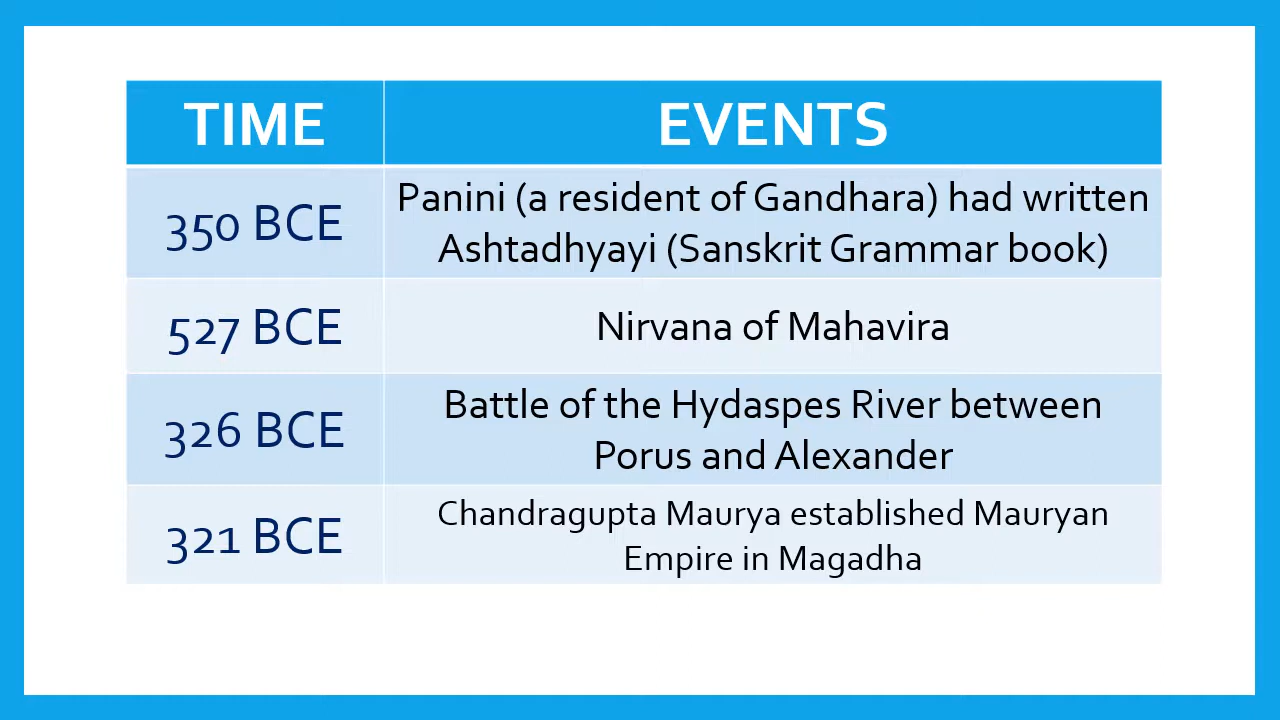 TIME EVENTS
350 BCE Panini (a resident of Gandhara) had written
Ashtadhyayi (Sanskrit Grammar book)
527 BCE Nirvana of Mahavira
326 BCE Battle of the Hydaspes River between
Porus and Alexander
321 BCE Chandragupta Maurya established Mauryan
Empire in Magadha